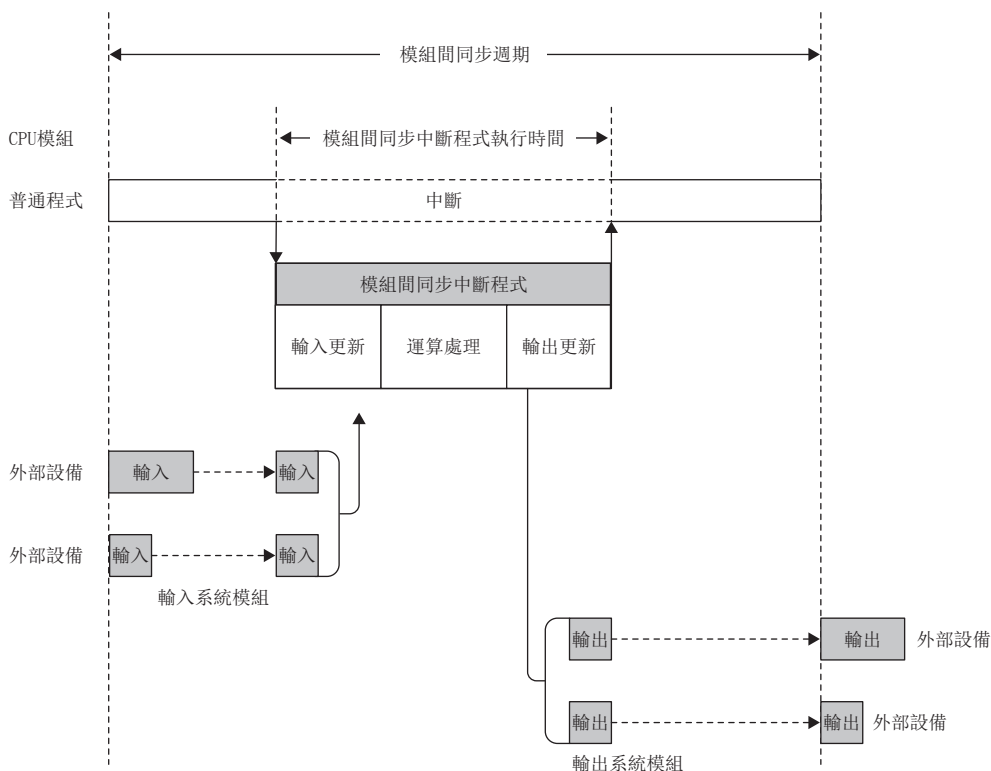 模組間同步週期
CPU模組
模組間同步中斷程式執行時間
普通程式
中斷
模組間同步中斷程式
輸入更新
運算處理
輸出更新
外部設備
輸入
輸入
外部設備
輸入
輸入
輸入系統模組
輸出
輸出
外部設備
輸出
輸出
外部設備
輸出系統模組